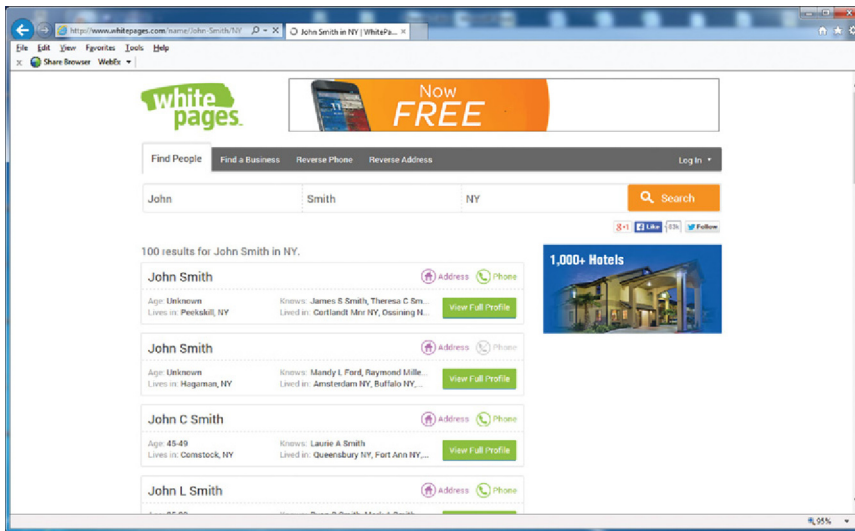 http://www.whitepages.com/name/John-Smith/NY
John Smith in NY | WhitePa...
File Edit View Favorites Tools Help
x Share Browser WebEx
white
pages
Now
FREE
Find People Find a Business Reverse Phone Reverse Address Log In
John Smith NY Search
g+1 Like Follow
100 results for John Smith in NY.
1,000+ Hotels
John Smith Address Phone
Age: Unknown Knows: James S Smith, Theresa C Sm...
Lives in: Peekskill, NY Lived in: Cortlandt Mnr NY, Ossining N...
View Full Profile
John Smith Address Phone
Age: Unknown Knows: Mandy L Ford, Raymond Mille...
Lives in: Hagaman, NY Lived in: Amsterdam NY, Buffalo NY,...
View Full Profile
John C Smith Address Phone
Age: 45-49 Knows: Laurie A Smith
Lives in: Comstock, NY Lived in: Queensbury NY, Fort Ann NY,...
View Full Profile
John L Smith Address Phone
95%